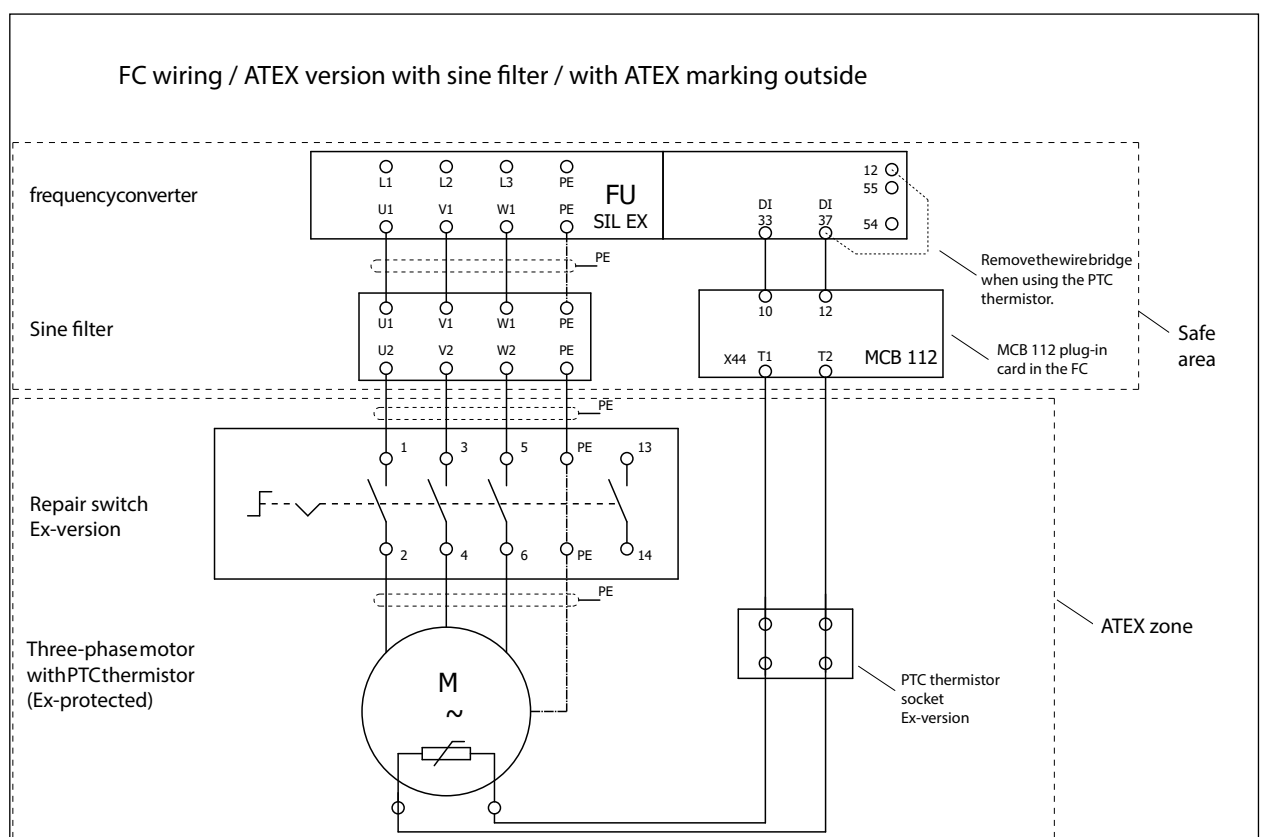 FC wiring / ATEX version with sine filter / with ATEX marking outside
frequencyconverter
L1 L2 L3 PE
U1 V1 W1 PE
FU
SIL EX
DI DI
33 37
12
55
54
PE
Removethewirebridge
when using the PTC
thermistor.
Sine filter
U1 V1 W1 PE
U2 V2 W2 PE
10 12
X44 T1 T2 MCB 112
MCB 112 plug-in
card in the FC
Safe
area
PE
Repair switch
Ex-version
1 3 5 PE 13
2 4 6 PE 14
PE
ATEX zone
Three-phasemotor
withPTCthermistor
(Ex-protected)
M
~
PTC thermistor
socket
Ex-version